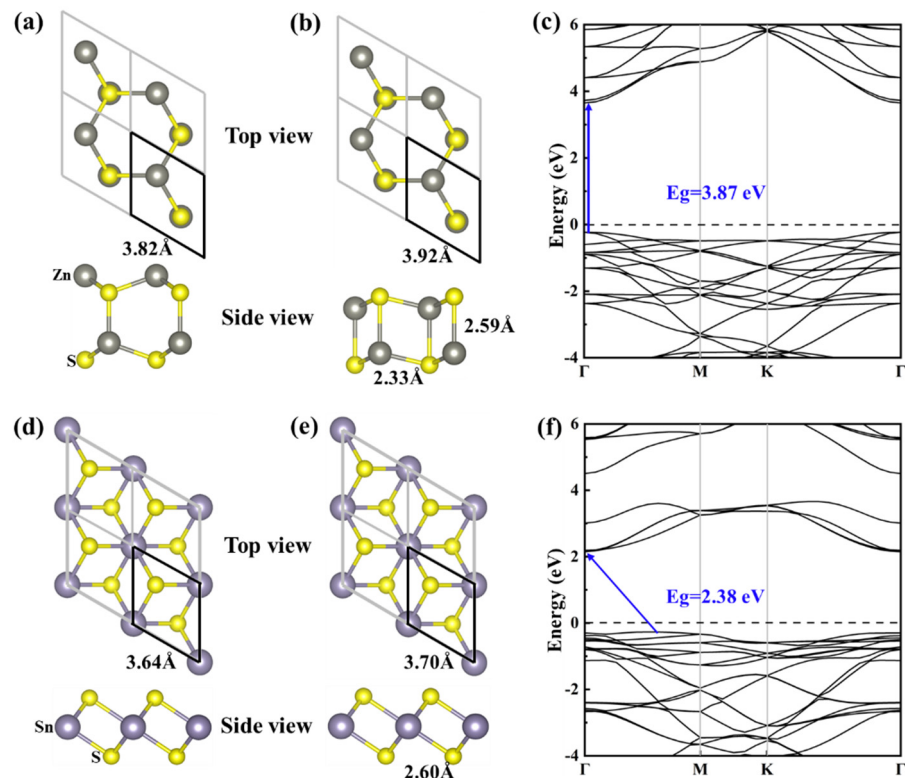 (a)
(b)
(c)
Top view
3.82Å
3.92Å
Zn
S
Side view
2.59Å
2.33Å
Energy (eV)
6
4
2
0
-2
-4
Eg=3.87 eV
Γ
M
K
Γ
(d)
(e)
(f)
Top view
3.64Å
3.70Å
Sn
S
Side view
2.60Å
Energy (eV)
6
4
2
0
-2
-4
Eg=2.38 eV
Γ
M
K
Γ